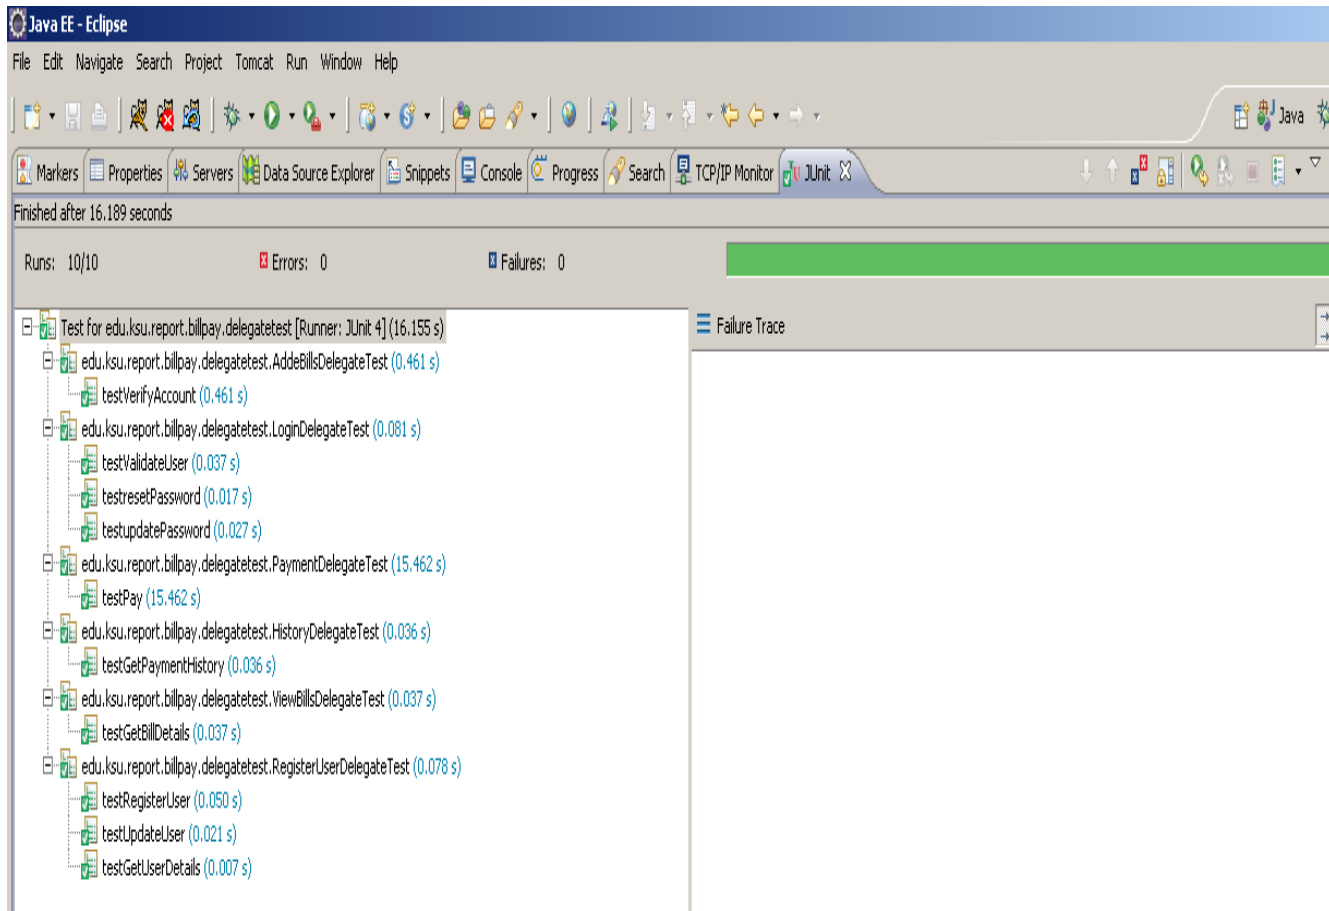 Java EE - Eclipse
File Edit Navigate Search Project Tomcat Run Window Help
Java
Markers Properties Servers Data Source Explorer Snippets Console Progress Search TCP/IP Monitor JUnit
Finished after 16.189 seconds
Runs: 10/10 Errors: 0 Failures: 0
Test for edu.ksu.report.billpay.delegatetest [Runner: JUnit 4] (16.155 s)
Failure Trace
edu.ksu.report.billpay.delegatetest.AddeBillsDelegateTest (0.461 s)
testVerifyAccount (0.461 s)
edu.ksu.report.billpay.delegatetest.LoginDelegateTest (0.081 s)
testValidateUser (0.037 s)
testresetPassword (0.017 s)
testupdatePassword (0.027 s)
edu.ksu.report.billpay.delegatetest.PaymentDelegateTest (15.462 s)
testPay (15.462 s)
edu.ksu.report.billpay.delegatetest.HistoryDelegateTest (0.036 s)
testGetPaymentHistory (0.036 s)
edu.ksu.report.billpay.delegatetest.ViewBillsDelegateTest (0.037 s)
testGetBillDetails (0.037 s)
edu.ksu.report.billpay.delegatetest.RegisterUserDelegateTest (0.078 s)
testRegisterUser (0.050 s)
testUpdateUser (0.021 s)
testGetUserDetails (0.007 s)